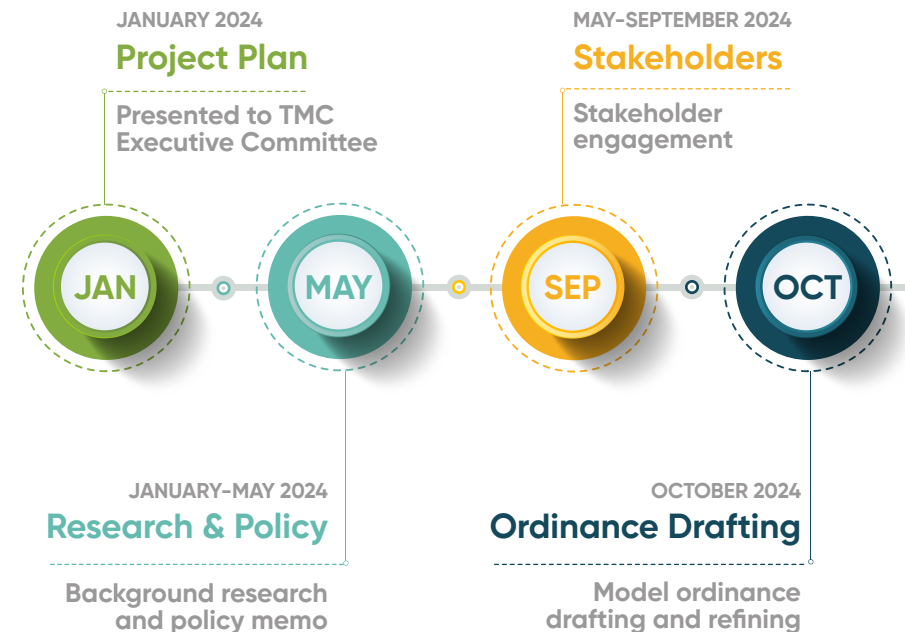 JANUARY 2024
Project Plan
Presented to TMC
Executive Committee
MAY-SEPTEMBER 2024
Stakeholders
Stakeholder
engagement
JAN
MAY
SEP
OCT
JANUARY-MAY 2024
Research & Policy
Background research
and policy memo
OCTOBER 2024
Ordinance Drafting
Model ordinance
drafting and refining